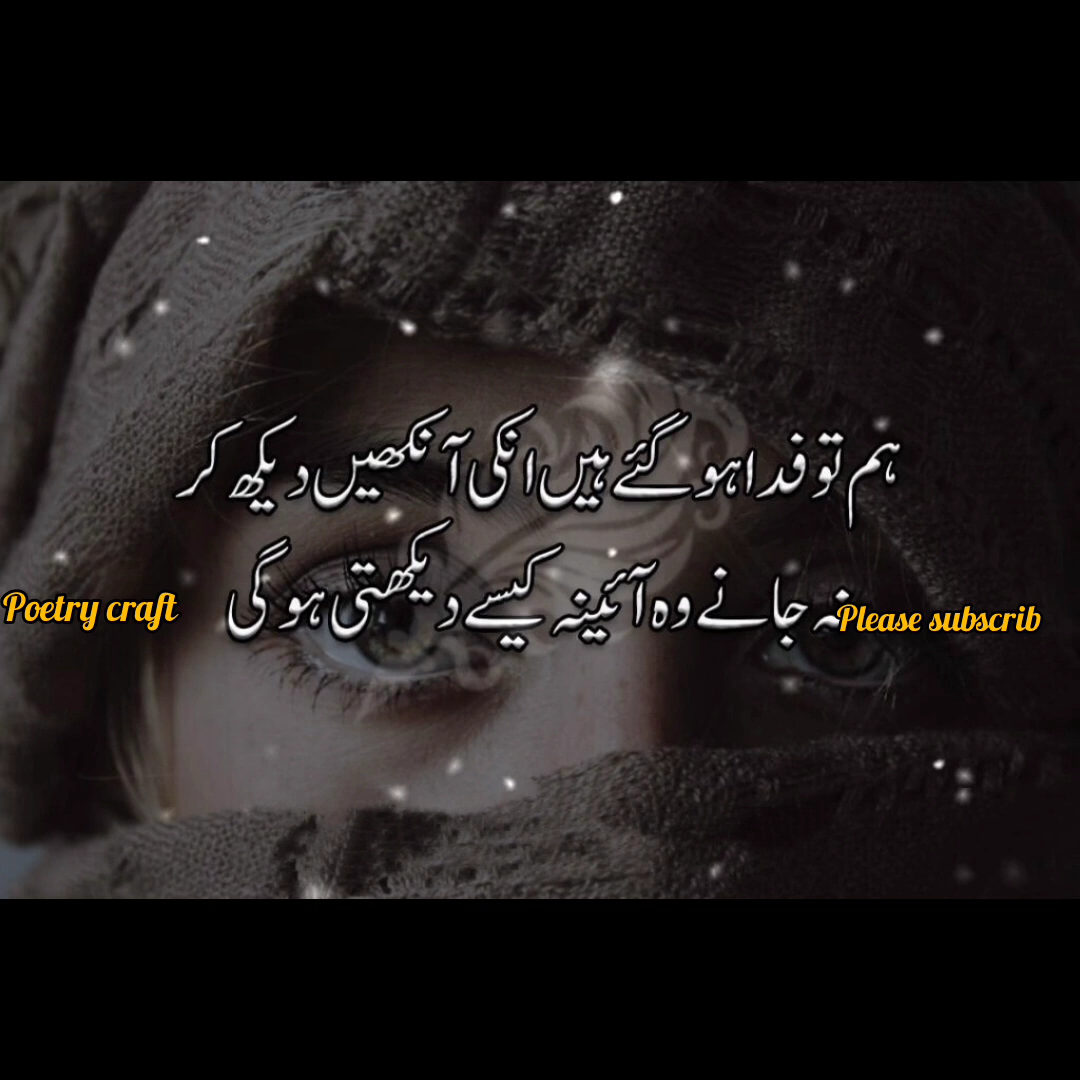 ہم تو فدا ہو گئے ہیں انکی آنکھیں دیکھ کر
نہ جانے وہ آئینہ کیسے دیکھتی ہو گی
Poetry craft
Please subscrib